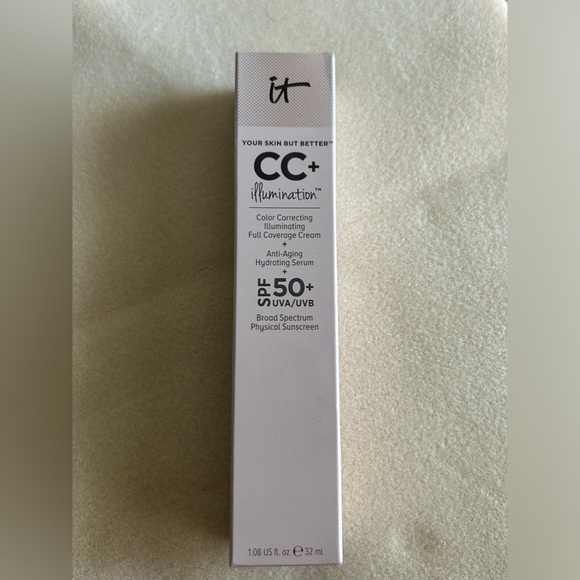 it
YOUR SKIN BUT BETTER™
CC+
illumination™
Color Correcting
Illuminating
Full Coverage Cream
+
Anti-Aging
Hydrating Serum
+
SPF 50+
UVA/UVB
Broad Spectrum
Physical Sunscreen
1.08 US fl. oz. ℮ 32 ml